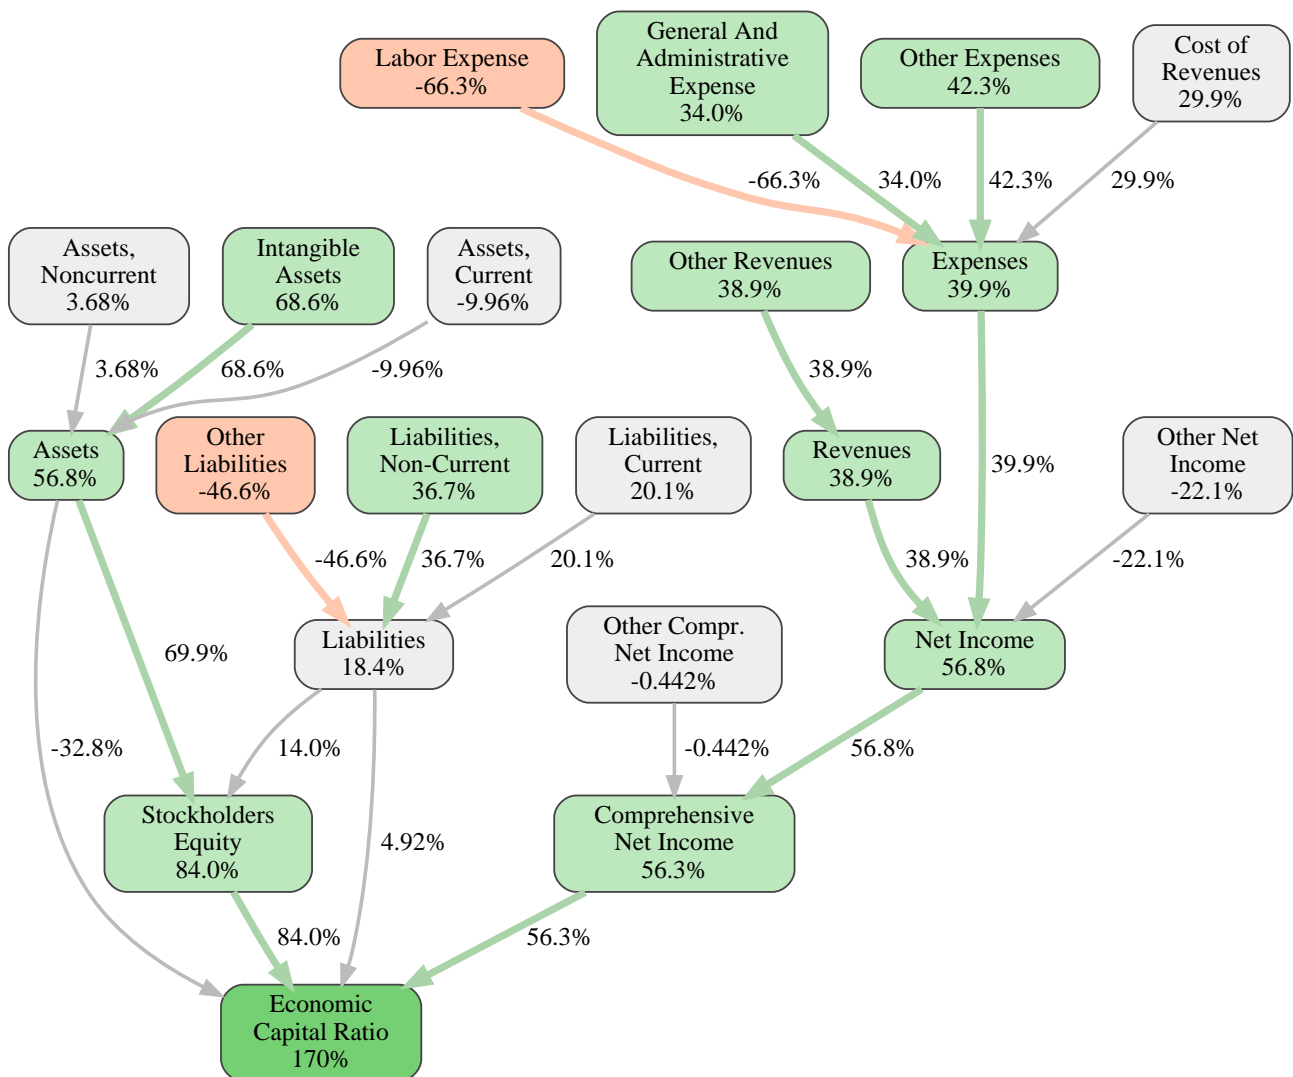 Labor Expense
-66.3%
General And
Administrative
Expense
34.0%
Other Expenses
42.3%
Cost of
Revenues
29.9%
-66.3%
34.0%
42.3%
29.9%
Assets,
Noncurrent
3.68%
Intangible
Assets
68.6%
Assets,
Current
-9.96%
Other Revenues
38.9%
Expenses
39.9%
3.68%
68.6%
-9.96%
38.9%
Assets
56.8%
Other
Liabilities
-46.6%
Liabilities,
Non-Current
36.7%
Liabilities,
Current
20.1%
Revenues
38.9%
39.9%
Other Net
Income
-22.1%
-46.6%
36.7%
20.1%
38.9%
-22.1%
69.9%
Liabilities
18.4%
Other Compr.
Net Income
-0.442%
Net Income
56.8%
-32.8%
14.0%
-0.442%
56.8%
Stockholders
Equity
84.0%
4.92%
Comprehensive
Net Income
56.3%
84.0%
56.3%
Economic
Capital Ratio
170%